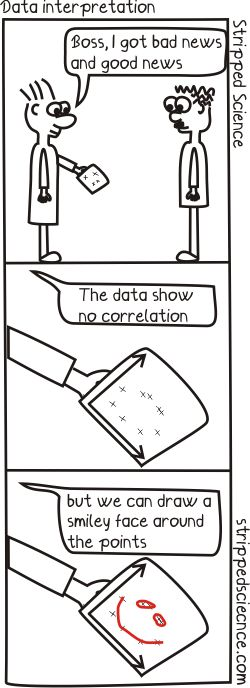 Data interpretation
Stripped Science
Boss, I got bad news
and good news
The data show
no correlation
but we can draw a
smiley face around
the points
strippedsciecnce.com